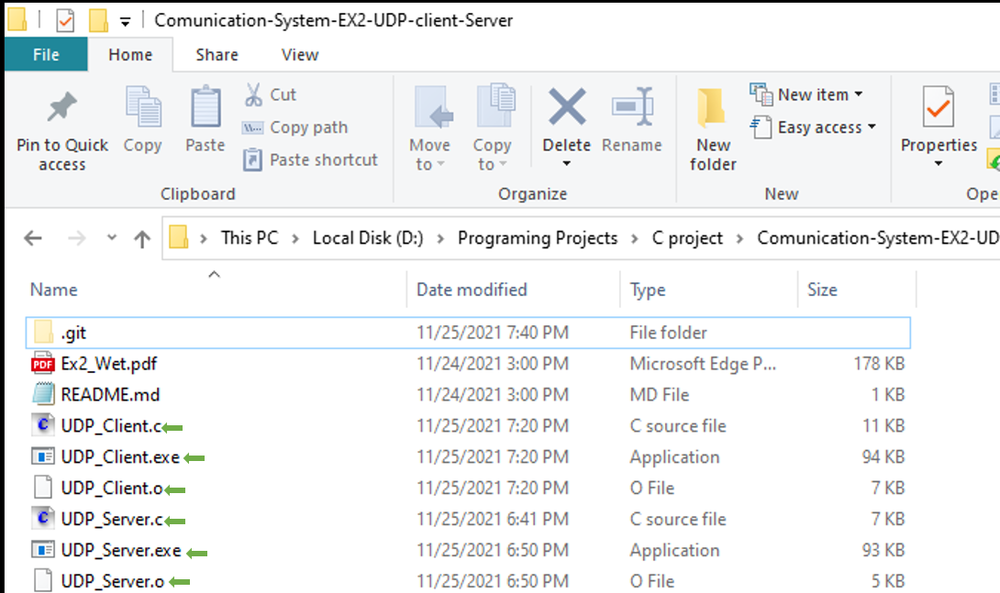 Comunication-System-EX2-UDP-client-Server
File Home Share View
Pin to Quick access
Copy
Paste
Cut
Copy path
Paste shortcut
Clipboard
Move to
Copy to
Delete
Rename
Organize
New folder
New item
Easy access
New
Properties
Ope
This PC > Local Disk (D:) > Programing Projects > C project > Comunication-System-EX2-UD
Name Date modified Type Size
.git 11/25/2021 7:40 PM File folder
PDF Ex2_Wet.pdf 11/24/2021 3:00 PM Microsoft Edge P... 178 KB
README.md 11/24/2021 3:00 PM MD File 1 KB
C UDP_Client.c 11/25/2021 7:20 PM C source file 11 KB
UDP_Client.exe 11/25/2021 7:20 PM Application 94 KB
UDP_Client.o 11/25/2021 7:20 PM O File 7 KB
C UDP_Server.c 11/25/2021 6:41 PM C source file 7 KB
UDP_Server.exe 11/25/2021 6:50 PM Application 93 KB
UDP_Server.o 11/25/2021 6:50 PM O File 5 KB